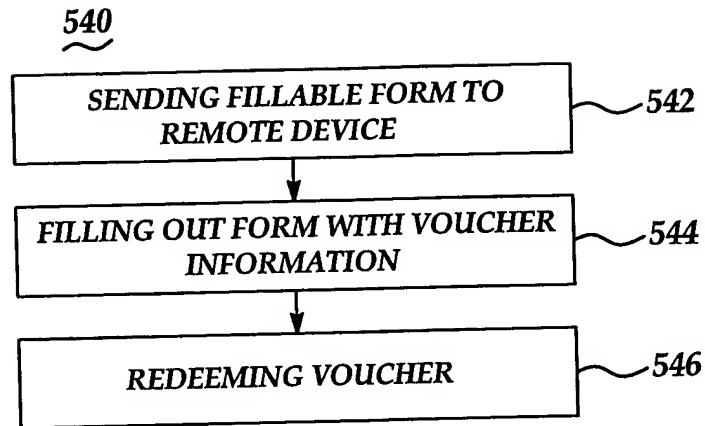 540
SENDING FILLABLE FORM TO
REMOTE DEVICE
542
FILLING OUT FORM WITH VOUCHER
INFORMATION
544
REDEEMING VOUCHER
546